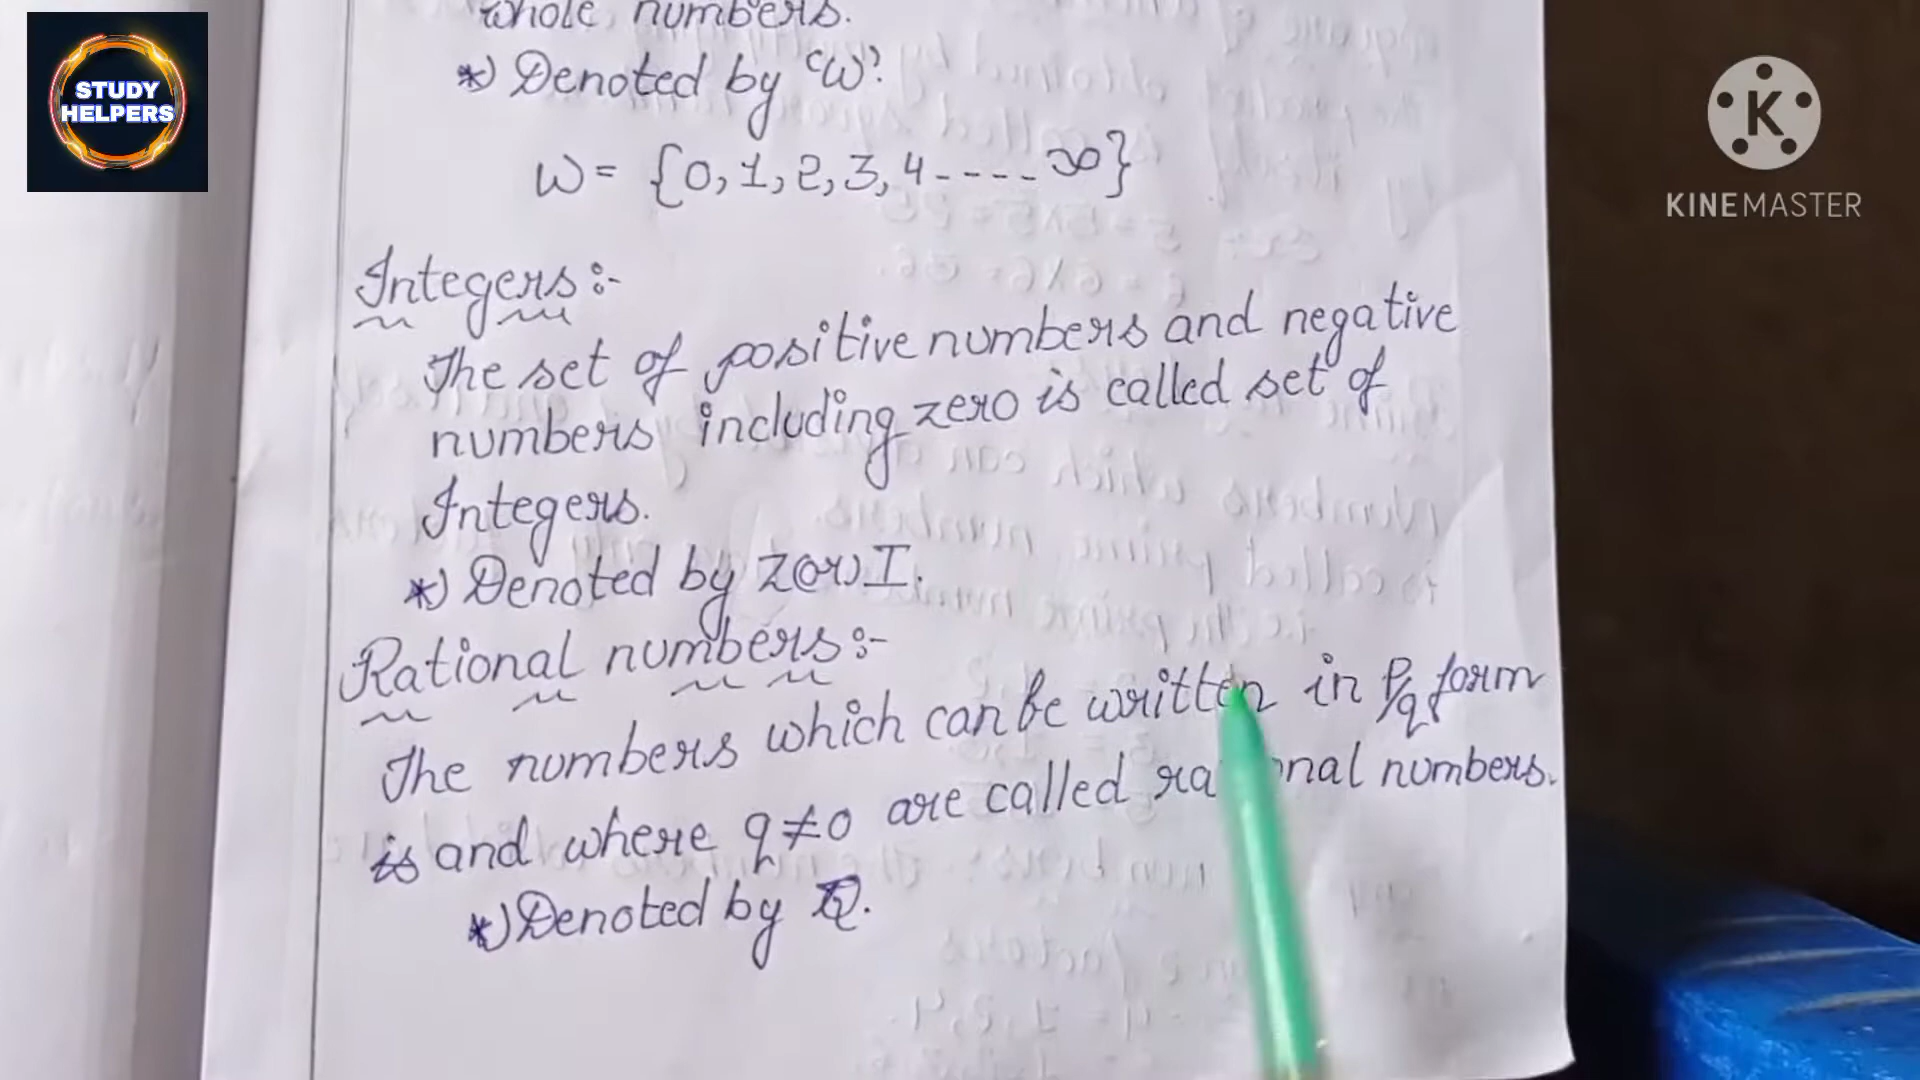 whole numbers.
*) Denoted by 'W'.
W = {0, 1, 2, 3, 4 - - - - ∞}
Integers :-
The set of positive numbers and negative
numbers including zero is called set of
Integers.
*) Denoted by Z (or) I.
Rational numbers :-
The numbers which can be written in P/q form
is and where q ≠ 0 are called ra nal numbers.
*) Denoted by Q.
STUDY
HELPERS
K
KINEMASTER